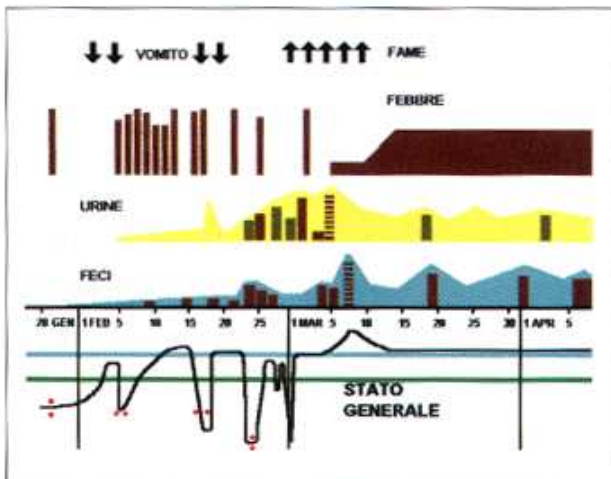 VOMITO FAME
FEBBRE
URINE
FECI
28 GEN 1 FEB 5 10 15 20 25 1 MAR 5 10 15 20 25 30 1 APR 5
STATO
GENERALE